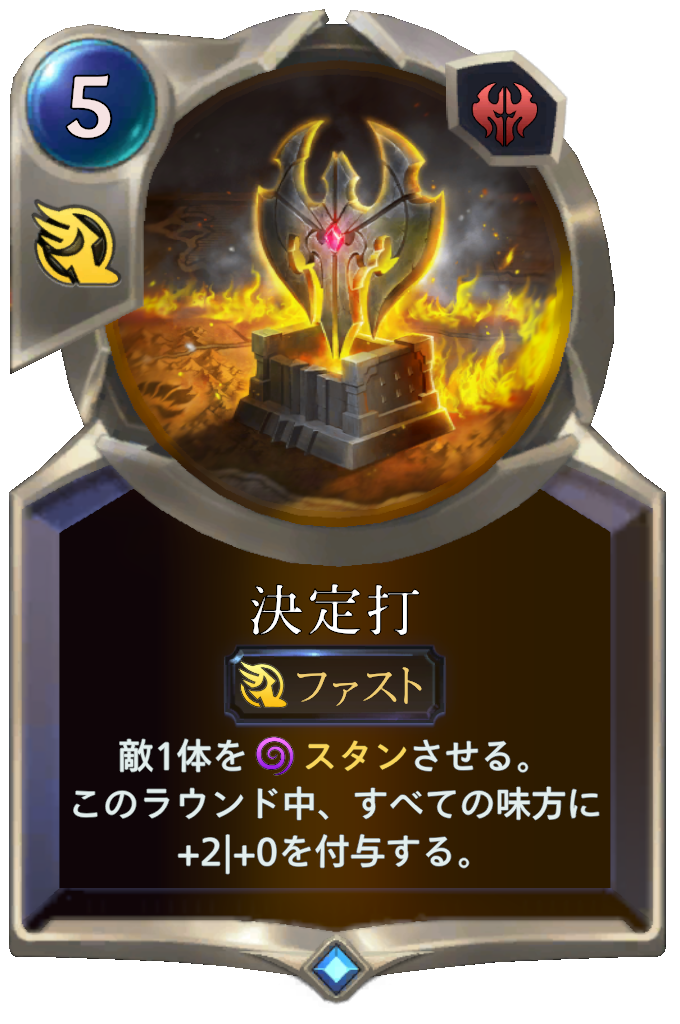 5
決定打
ファスト
敵1体をスタンさせる。
このラウンド中、すべての味方に
+2|+0を付与する。